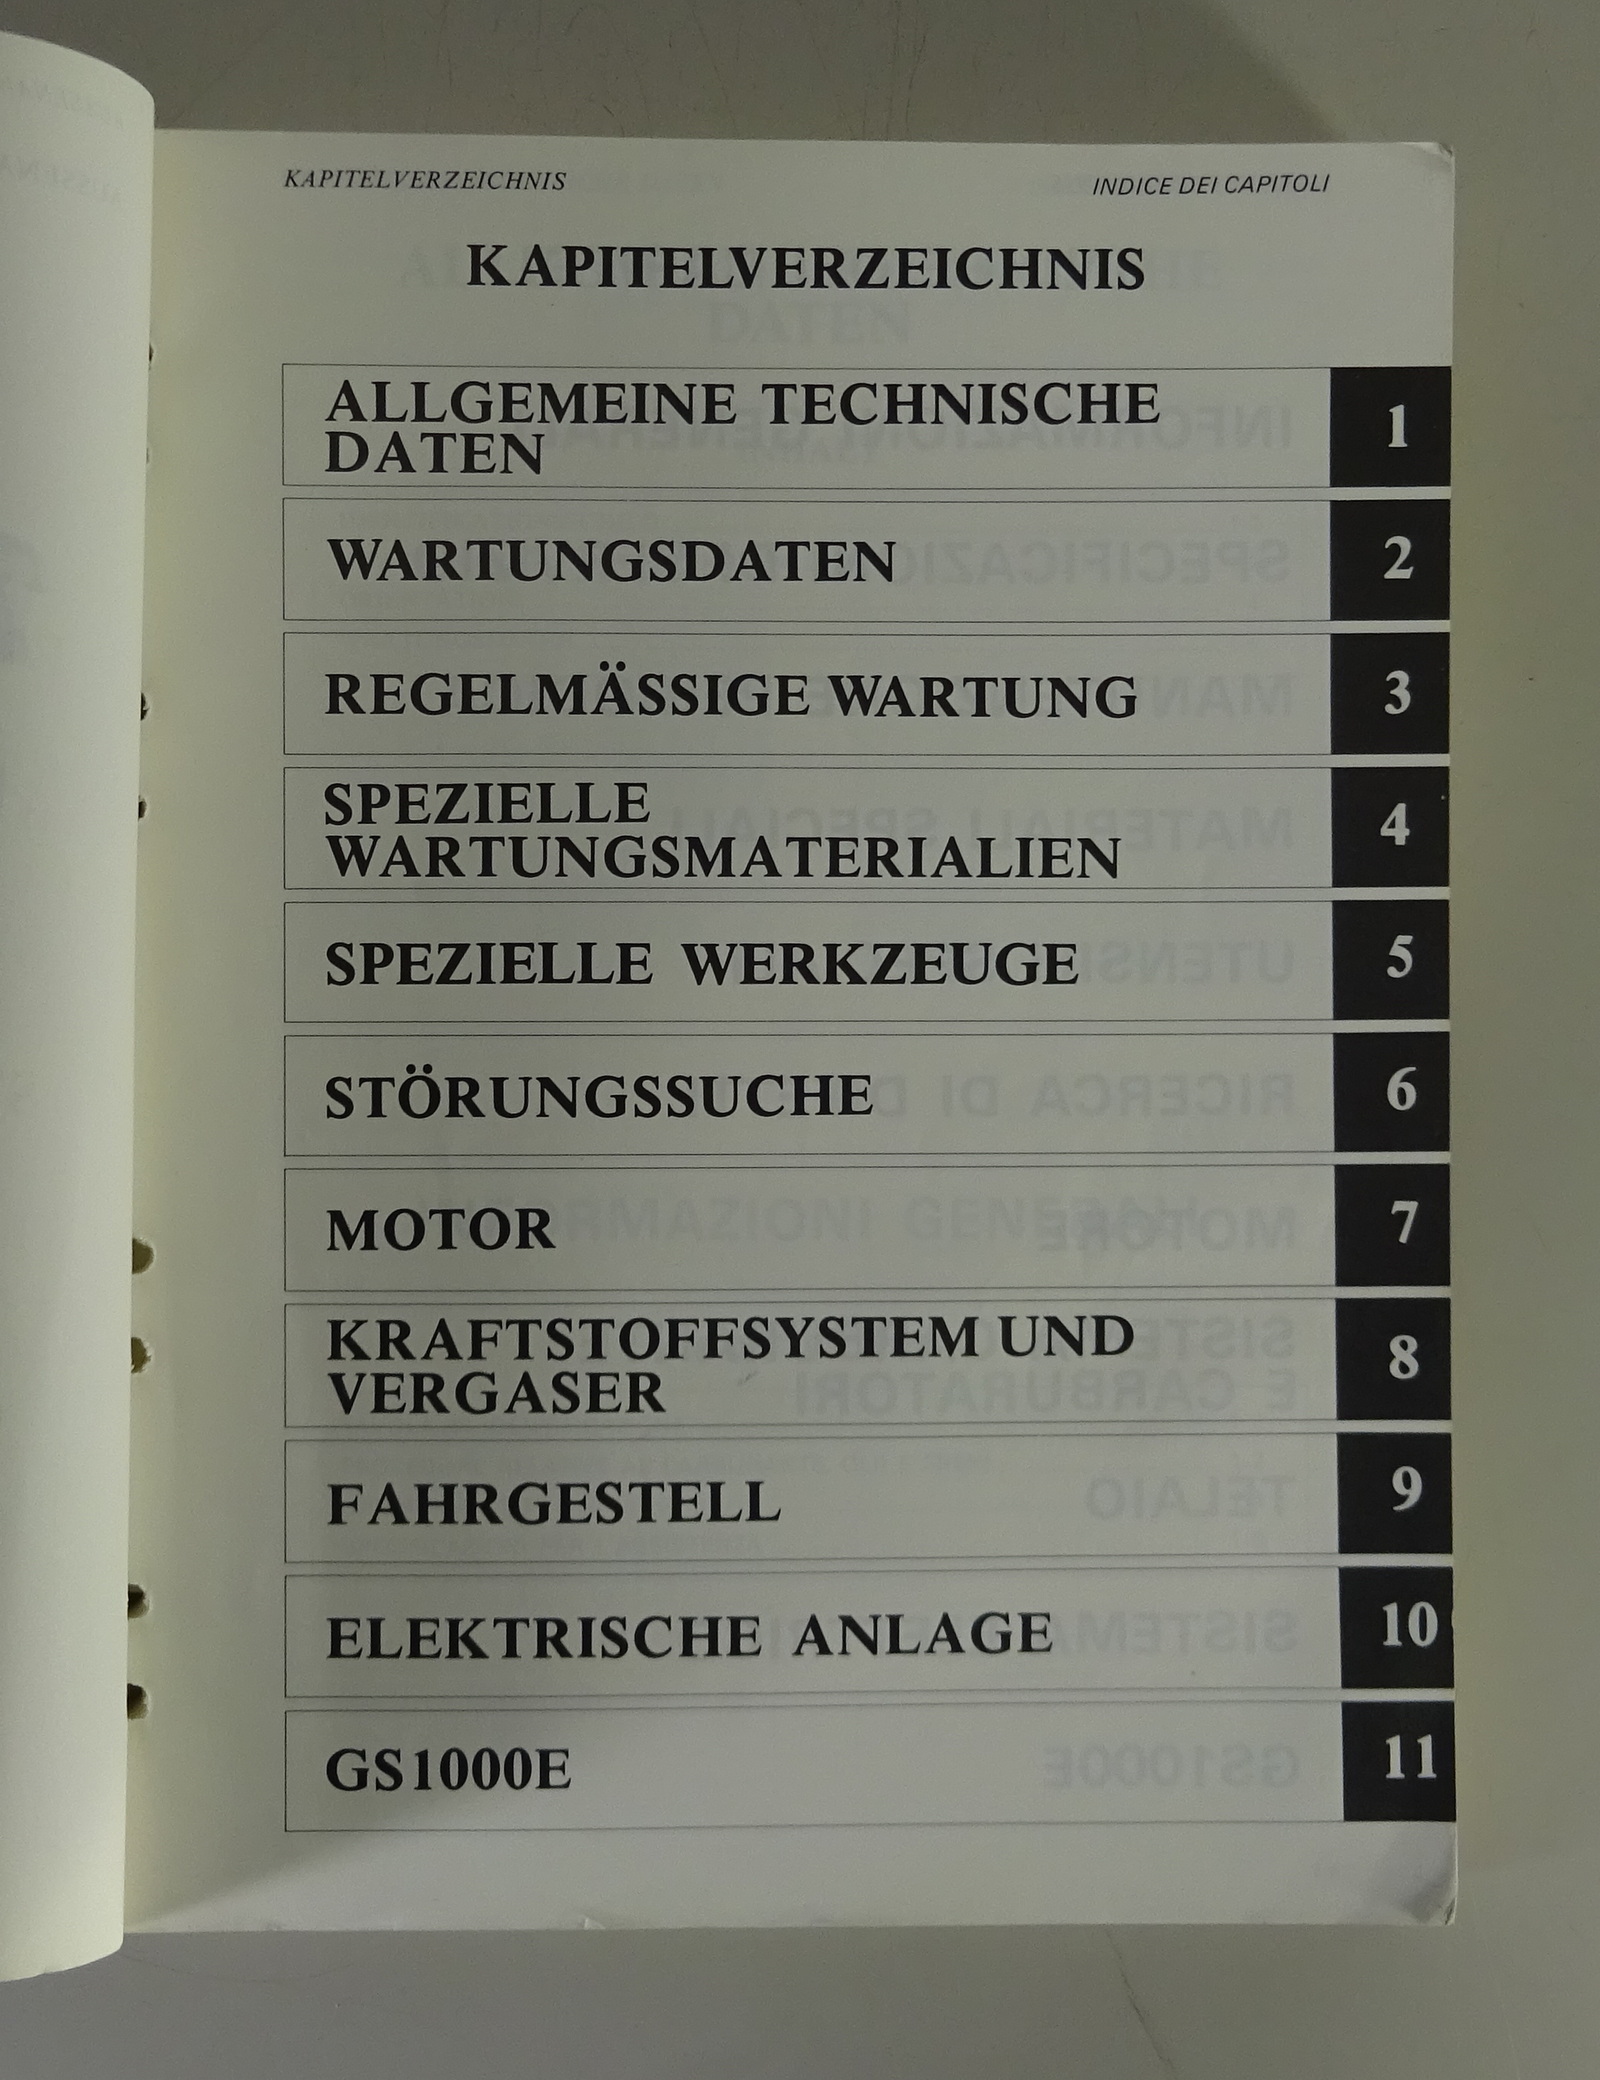 KAPITELVERZEICHNIS INDICE DEI CAPITOLI
KAPITELVERZEICHNIS
ALLGEMEINE TECHNISCHE
DATEN
1
WARTUNGSDATEN 2
REGELMÄSSIGE WARTUNG 3
SPEZIELLE
WARTUNGSMATERIALIEN
4
SPEZIELLE WERKZEUGE 5
STÖRUNGSSUCHE 6
MOTOR 7
KRAFTSTOFFSYSTEM UND
VERGASER
8
FAHRGESTELL 9
ELEKTRISCHE ANLAGE 10
GS1000E 11